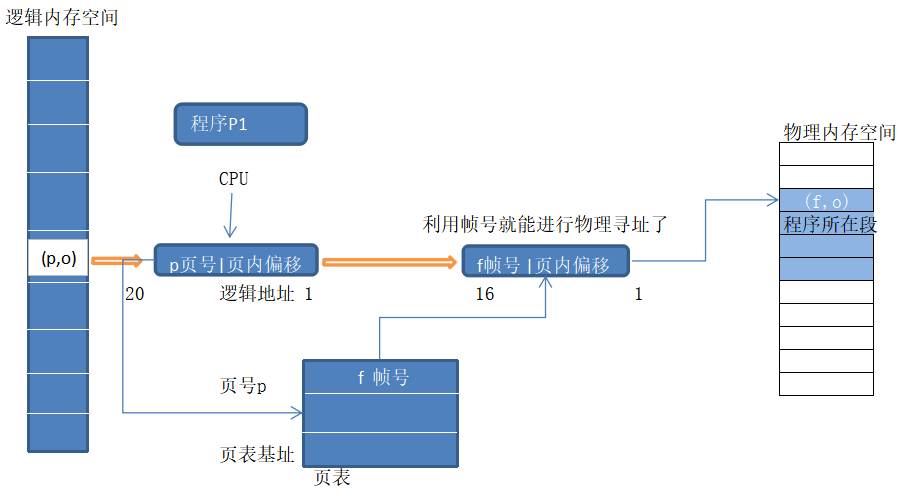 逻辑内存空间
程序P1
物理内存空间
CPU
(f,o)
利用帧号就能进行物理寻址了
程序所在段
(p,o)
p页号|页内偏移
f帧号|页内偏移
20
逻辑地址 1
16
1
f 帧号
页号p
页表基址
页表